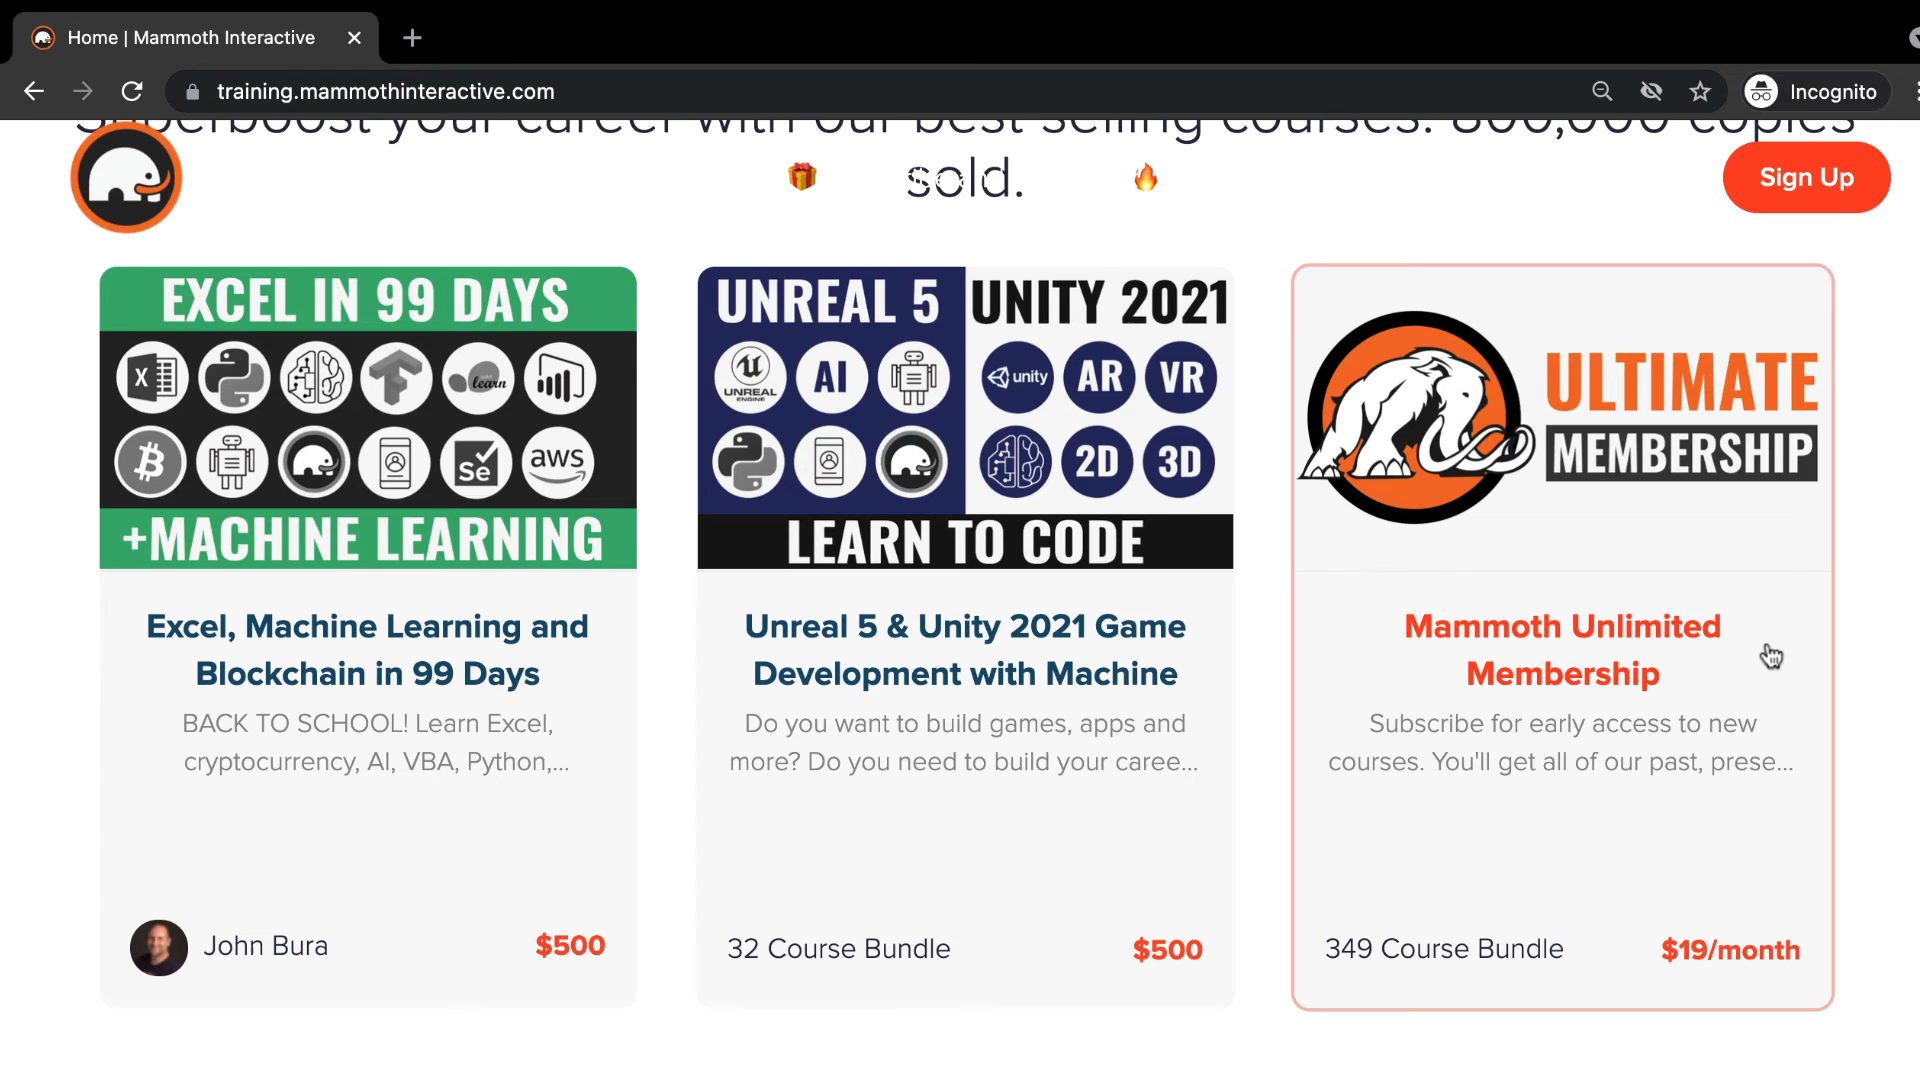 Home | Mammoth Interactive
training.mammothinteractive.com
Incognito
Superboost your career with our best selling courses. 800,000 copies
sold.
Sign Up
EXCEL IN 99 DAYS
X
learn
Se
aws
+MACHINE LEARNING
UNREAL 5
UNREAL
ENGINE
AI
UNITY 2021
unity
AR
VR
2D
3D
LEARN TO CODE
ULTIMATE
MEMBERSHIP
Excel, Machine Learning and
Blockchain in 99 Days
BACK TO SCHOOL! Learn Excel,
cryptocurrency, AI, VBA, Python,...
John Bura
$500
Unreal 5 & Unity 2021 Game
Development with Machine
Do you want to build games, apps and
more? Do you need to build your caree...
32 Course Bundle
$500
Mammoth Unlimited
Membership
Subscribe for early access to new
courses. You'll get all of our past, prese...
349 Course Bundle
$19/month